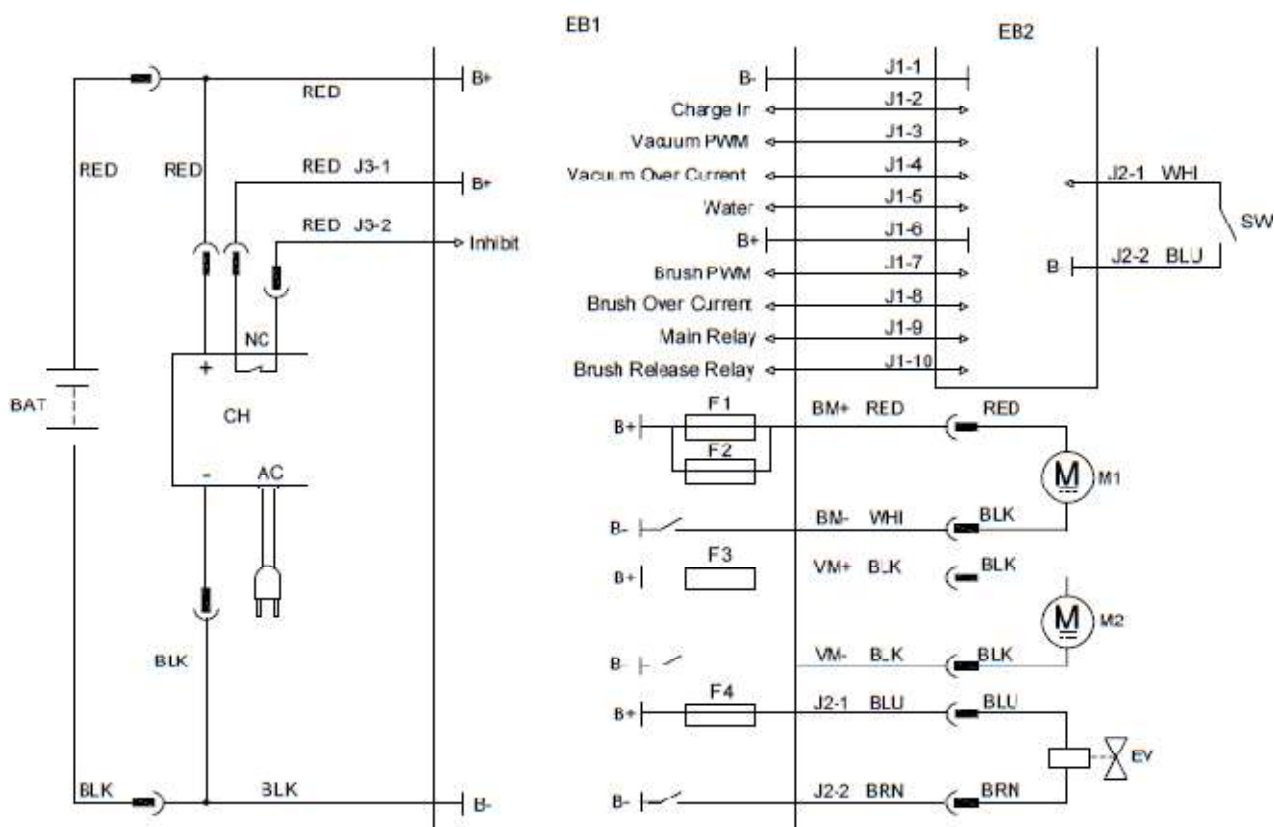 EB1
EB2
B+
RED
B-
J1-1
Charge In
J1-2
Vacuum PWM
J1-3
RED
RED
RED J3-1
B+
Vacuum Over Current
J1-4
J2-1 WHI
Water
J1-5
SW
RED J3-2
Inhibit
B+
J1-6
Brush PWM
J1-7
B
J2-2 BLU
Brush Over Current
J1-8
NC
Main Relay
J1-9
+
Brush Release Relay
J1-10
BAT
CH
F1
BM+ RED
RED
B+
F2
- AC
M
M1
BM- WHI
BLK
B-
F3
VM+ BLK
BLK
B+
M
M2
BLK
B-
VM- BLK
BLK
F4
J2-1 BLU
BLU
B+
EV
BLK
BLK
B-
B-
J2-2 BRN
BRN